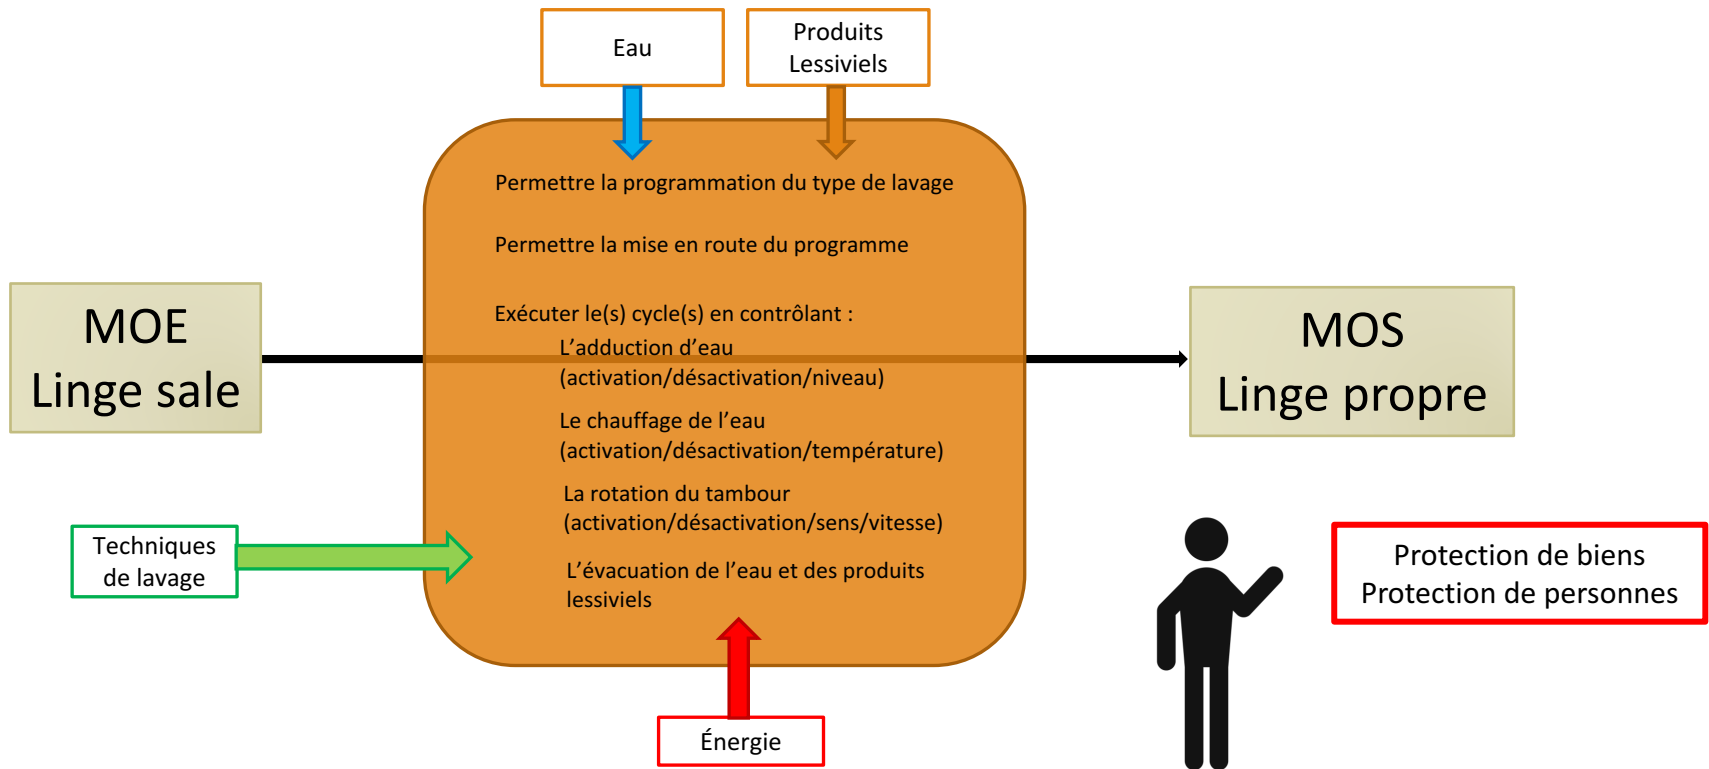 Eau
Produits
Lessiviels
Permettre la programmation du type de lavage
Permettre la mise en route du programme
Exécuter le(s) cycle(s) en contrôlant :
L’adduction d’eau
(activation/désactivation/niveau)
Le chauffage de l’eau
(activation/désactivation/température)
La rotation du tambour
(activation/désactivation/sens/vitesse)
L’évacuation de l’eau et des produits
lessiviels
MOE
Linge sale
MOS
Linge propre
Techniques
de lavage
Protection de biens
Protection de personnes
Énergie